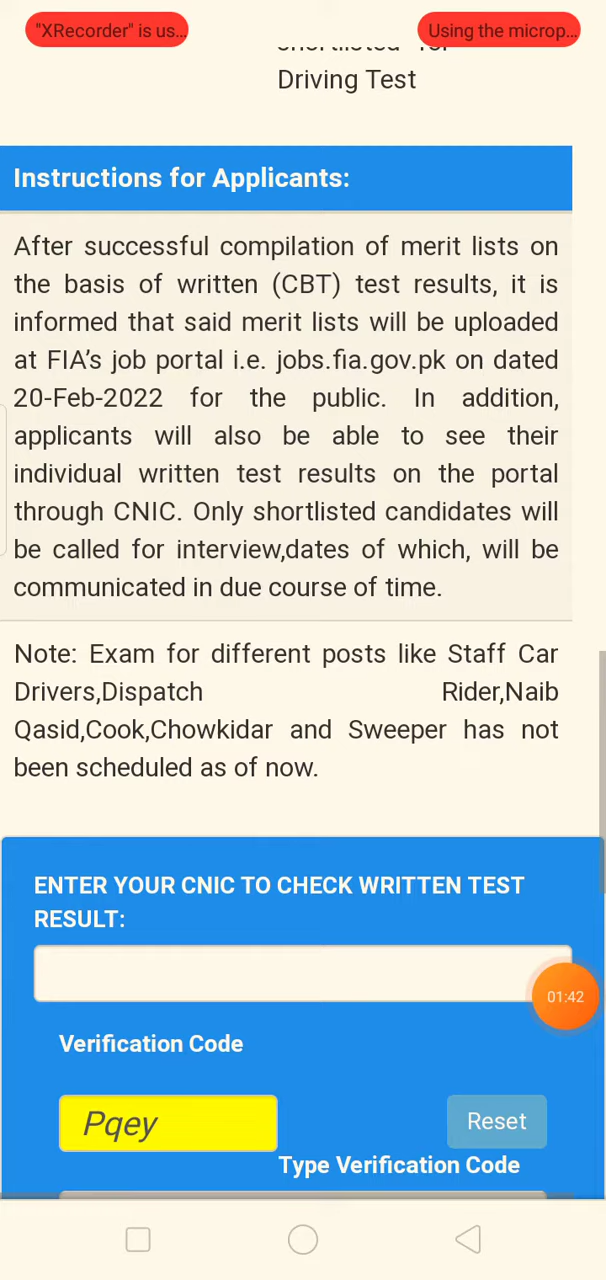 "XRecorder" is us...
Using the microp...
shortlisted for
Driving Test
Instructions for Applicants:
After successful compilation of merit lists on
the basis of written (CBT) test results, it is
informed that said merit lists will be uploaded
at FIA’s job portal i.e. jobs.fia.gov.pk on dated
20-Feb-2022 for the public. In addition,
applicants will also be able to see their
individual written test results on the portal
through CNIC. Only shortlisted candidates will
be called for interview,dates of which, will be
communicated in due course of time.
Note: Exam for different posts like Staff Car
Drivers,Dispatch Rider,Naib
Qasid,Cook,Chowkidar and Sweeper has not
been scheduled as of now.
ENTER YOUR CNIC TO CHECK WRITTEN TEST
RESULT:
01:42
Verification Code
Pqey
Reset
Type Verification Code